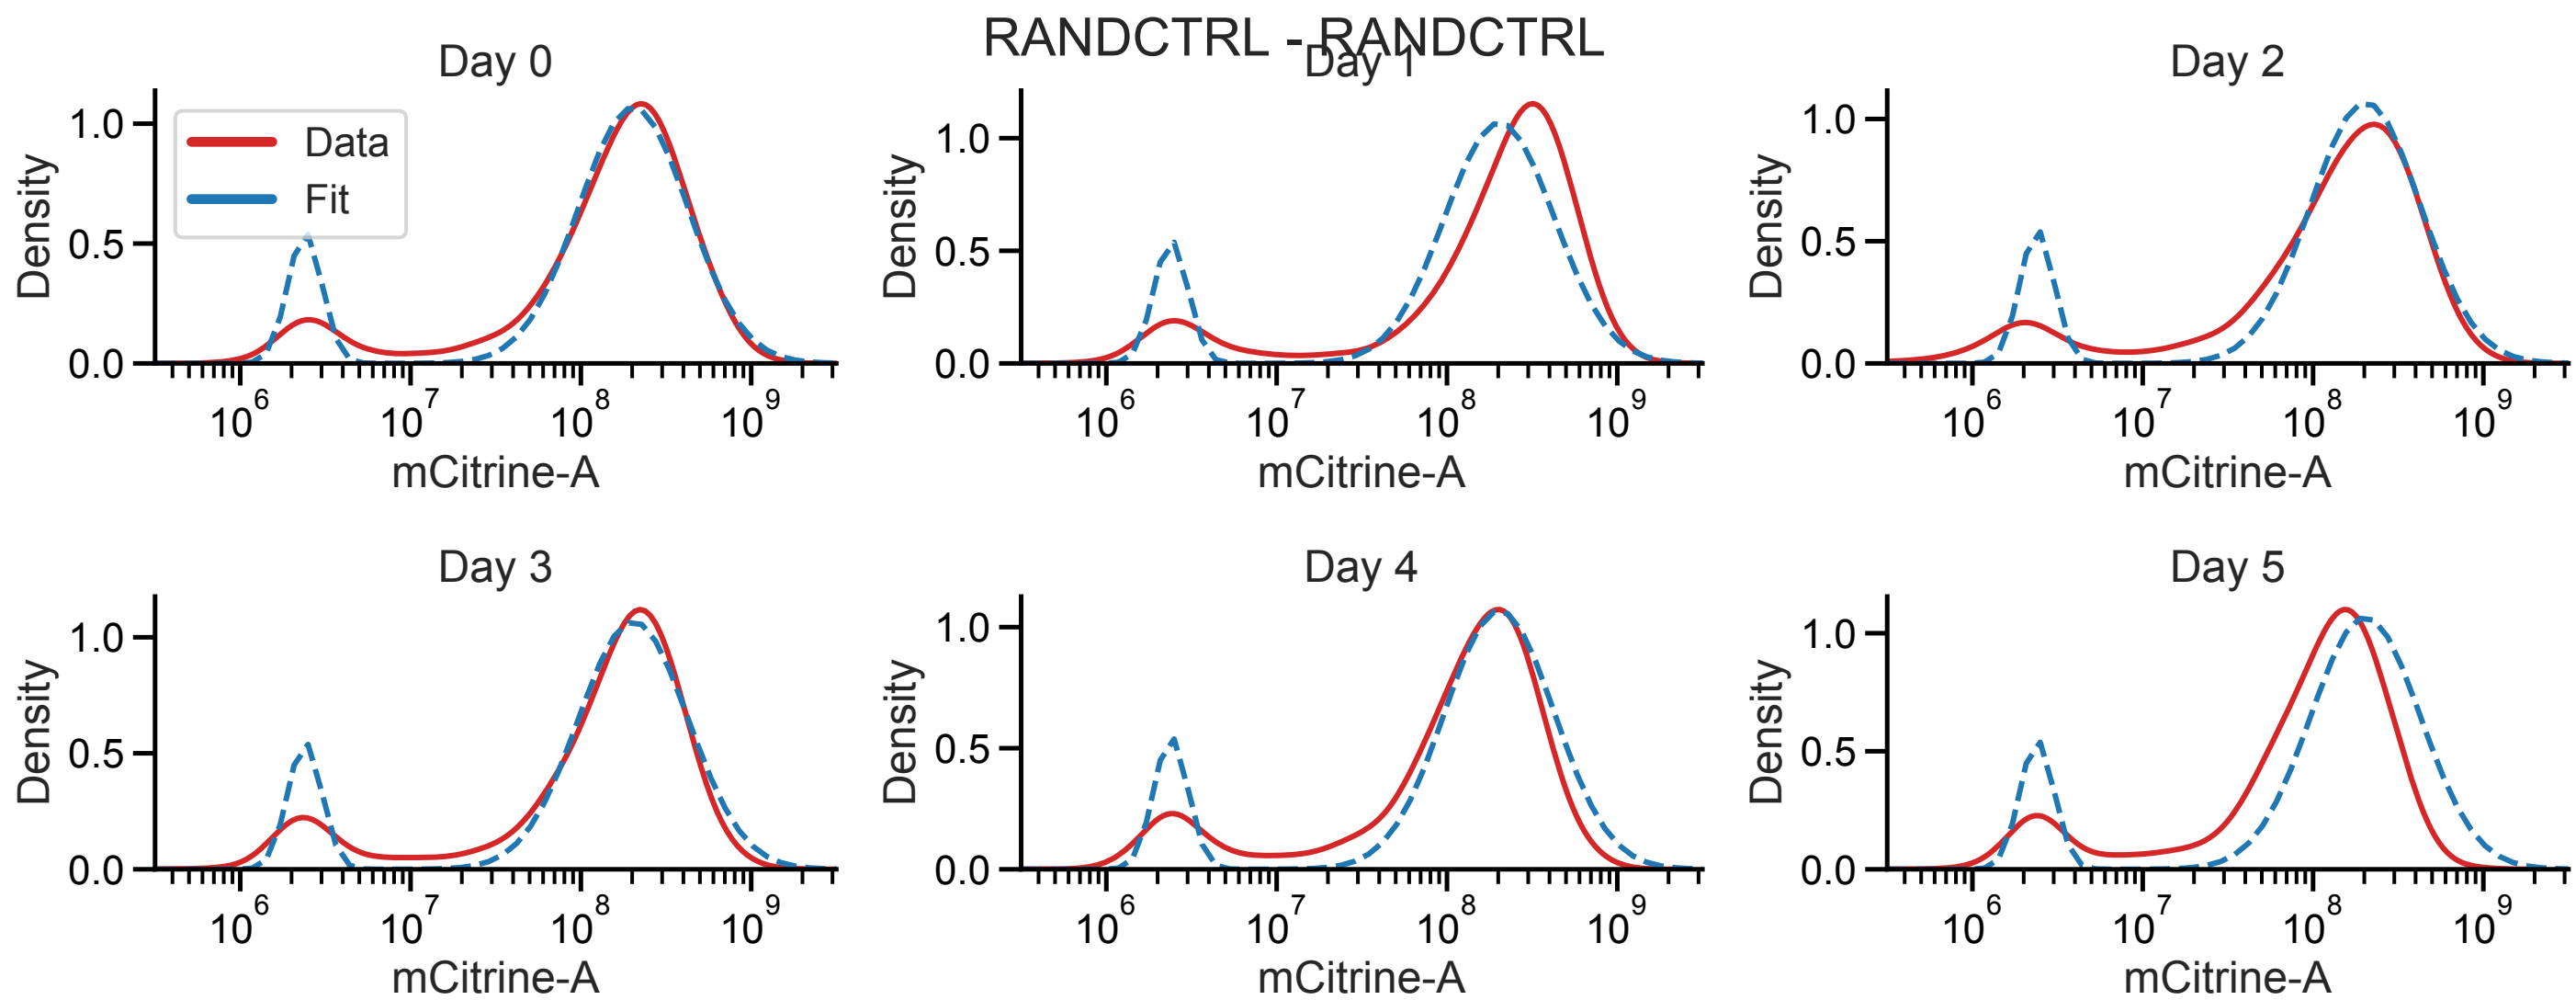 RANDCTRL - RANDCTRL
Day 0
Day 1
Day 2
Density
1.0
0.5
0.0
Data
Fit
10^6 10^7 10^8 10^9
mCitrine-A
Density
1.0
0.5
0.0
10^6 10^7 10^8 10^9
mCitrine-A
Density
1.0
0.5
0.0
10^6 10^7 10^8 10^9
mCitrine-A
Day 3
Density
1.0
0.5
0.0
10^6 10^7 10^8 10^9
mCitrine-A
Day 4
Density
1.0
0.5
0.0
10^6 10^7 10^8 10^9
mCitrine-A
Day 5
Density
1.0
0.5
0.0
10^6 10^7 10^8 10^9
mCitrine-A